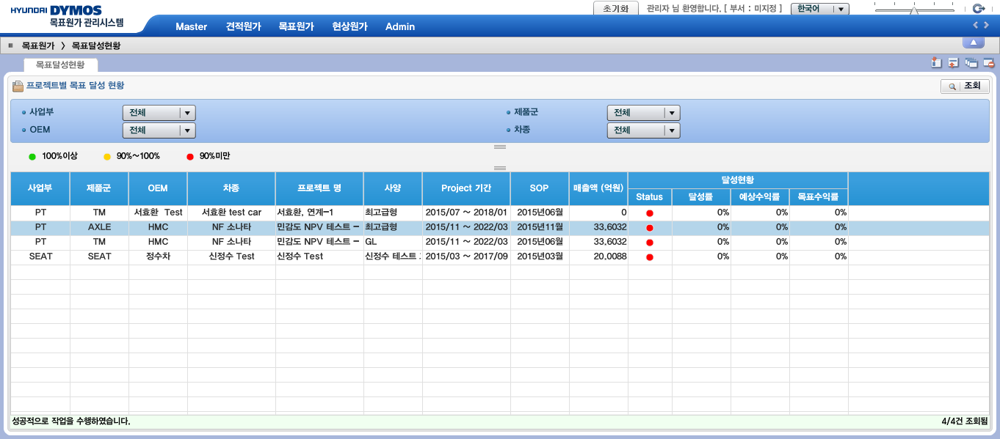 HYUNDAI DYMOS
목표원가 관리시스템
초기화 관리자 님 환영합니다. [ 부서 : 미지정 ] 한국어
Master 견적원가 목표원가 현상원가 Admin
목표원가 》 목표달성현황
목표달성현황
프로젝트별 목표 달성 현황 조회
사업부 전체 제품군 전체
OEM 전체 차종 전체
100%이상 90%~100% 90%미만
사업부 제품군 OEM 차종 프로젝트 명 사양 Project 기간 SOP 매출액 (억원) 달성현황
Status 달성률 예상수익률 목표수익률
PT TM 서효환 Test 서효환 test car 서효환, 연계-1 최고급형 2015/07 ~ 2018/01 2015년06월 0 0% 0% 0%
PT AXLE HMC NF 소나타 민감도 NPV 테스트 - 최고급형 2015/11 ~ 2022/03 2015년11월 33,6032 0% 0% 0%
PT TM HMC NF 소나타 민감도 NPV 테스트 - GL 2015/11 ~ 2022/03 2015년06월 33,6032 0% 0% 0%
SEAT SEAT 정수차 신정수 Test 신정수 Test 신정수 테스트 2015/03 ~ 2017/09 2015년03월 20,0088 0% 0% 0%
성공적으로 작업을 수행하였습니다. 4/4건 조회됨